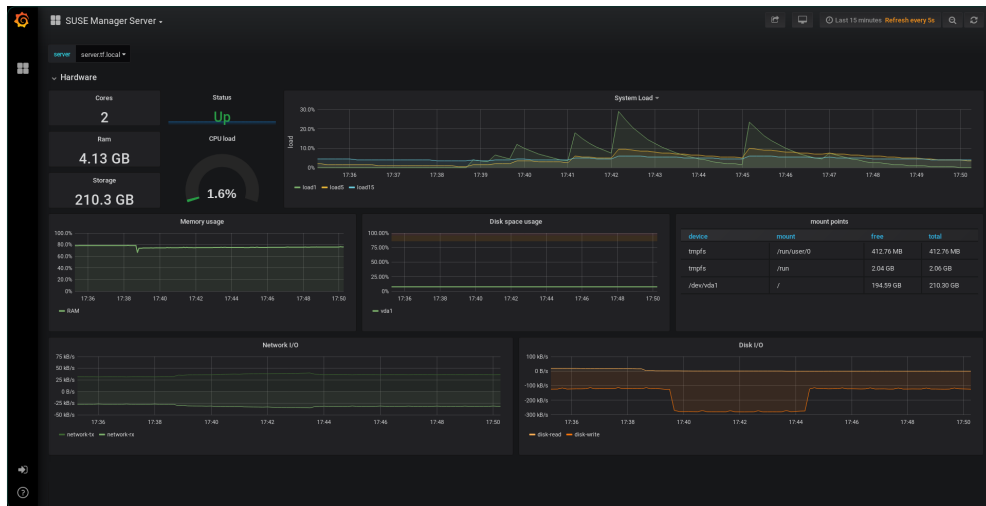 SUSE Manager Server
Last 15 minutes Refresh every 5s
server server.tf.local
Hardware
Cores
2
Status
Up
System Load
30.0%
20.0%
10.0%
0%
load
17:36 17:37 17:38 17:39 17:40 17:41 17:42 17:43 17:44 17:45 17:46 17:47 17:48 17:49 17:50
load1 load5 load15
Ram
4.13 GB
CPU load
1.6%
Storage
210.3 GB
Memory usage
100.0%
80.0%
60.0%
40.0%
20.0%
0%
17:36 17:38 17:40 17:42 17:44 17:46 17:48 17:50
RAM
Disk space usage
100.00%
75.00%
50.00%
25.00%
0%
17:36 17:38 17:40 17:42 17:44 17:46 17:48 17:50
vda1
mount points
device mount free total
tmpfs /run/user/0 412.76 MB 412.76 MB
tmpfs /run 2.04 GB 2.06 GB
/dev/vda1 / 194.59 GB 210.30 GB
Network I/O
75 kB/s
50 kB/s
25 kB/s
0 B/s
-25 kB/s
-50 kB/s
17:36 17:38 17:40 17:42 17:44 17:46 17:48 17:50
network-tx network-rx
Disk I/O
100 kB/s
0 B/s
-100 kB/s
-200 kB/s
-300 kB/s
17:36 17:38 17:40 17:42 17:44 17:46 17:48 17:50
disk-read disk-write